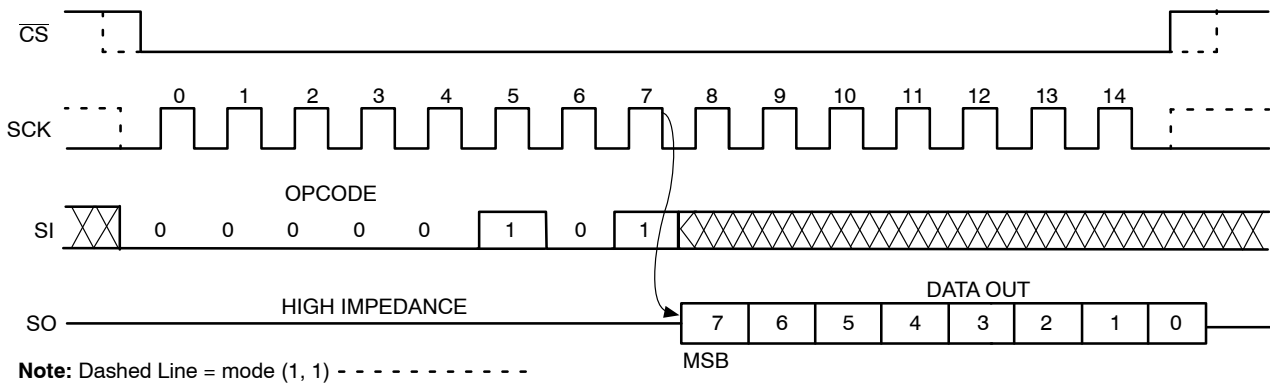 CS
0 1 2 3 4 5 6 7 8 9 10 11 12 13 14
SCK
OPCODE
SI 0 0 0 0 0 1 0 1
HIGH IMPEDANCE DATA OUT
SO 7 6 5 4 3 2 1 0
MSB
Note: Dashed Line = mode (1, 1)